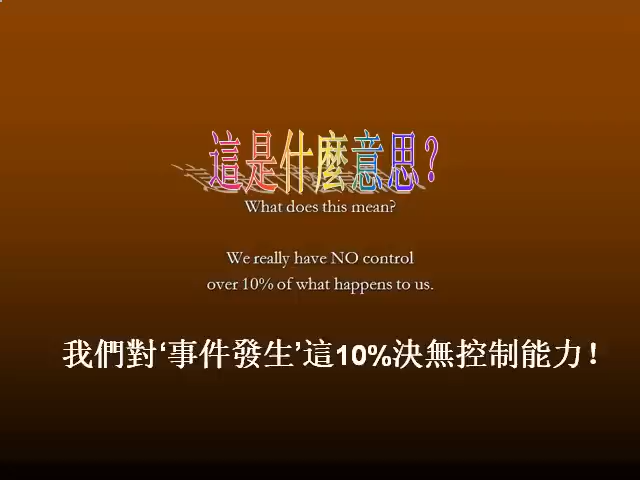 這是什麼意思?
What does this mean?
We really have NO control
over 10% of what happens to us.
我們對‘事件發生’這10%決無控制能力!